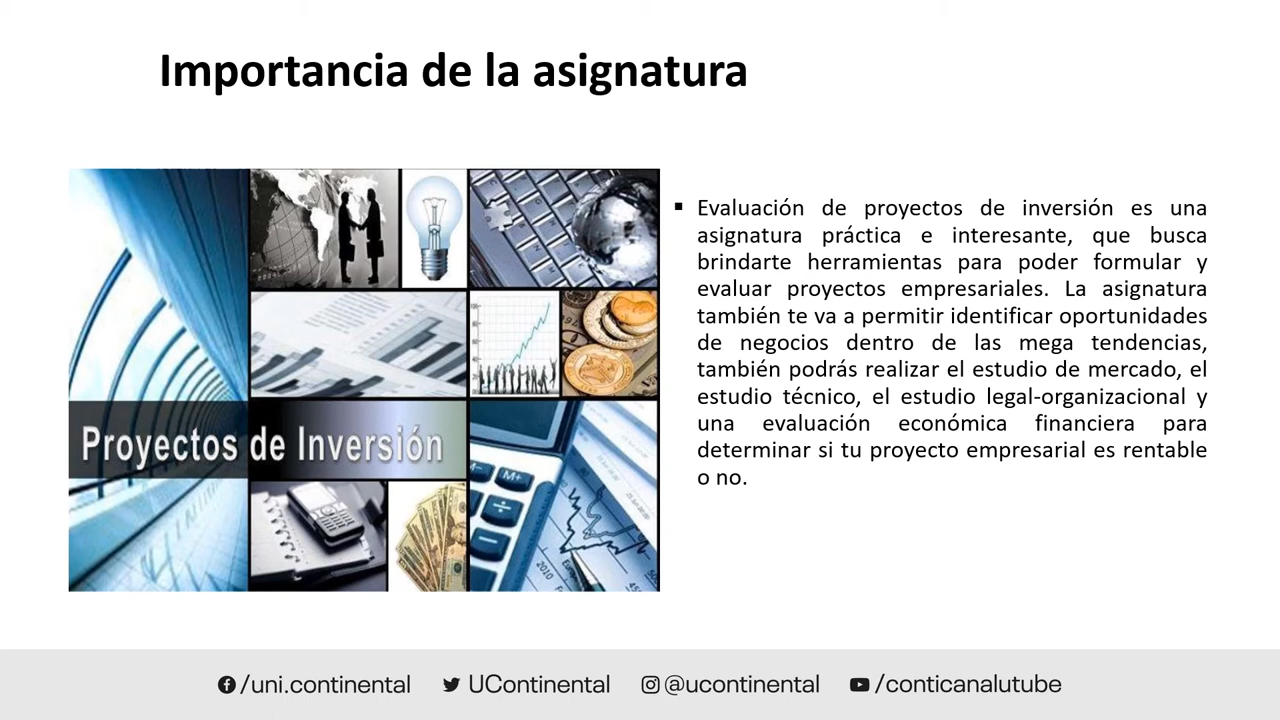 Importancia de la asignatura
Proyectos de Inversión
M+
2010
▪ Evaluación de proyectos de inversión es una
asignatura práctica e interesante, que busca
brindarte herramientas para poder formular y
evaluar proyectos empresariales. La asignatura
también te va a permitir identificar oportunidades
de negocios dentro de las mega tendencias,
también podrás realizar el estudio de mercado, el
estudio técnico, el estudio legal-organizacional y
una evaluación económica financiera para
determinar si tu proyecto empresarial es rentable
o no.
/uni.continental UContinental @ucontinental /conticanalutube